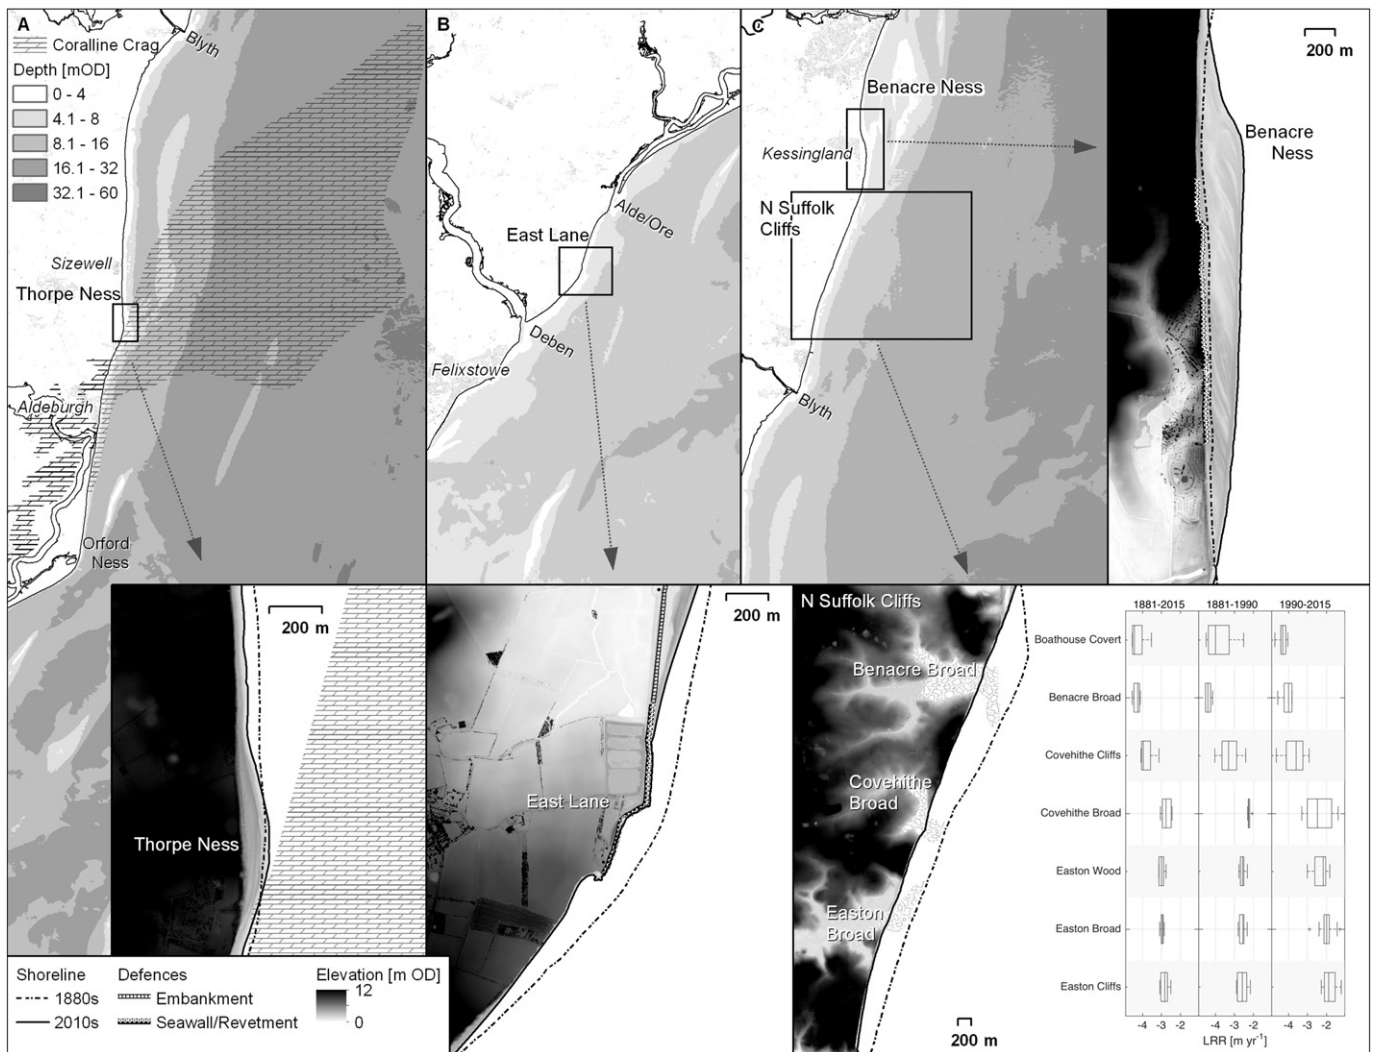 A
Blyth
Coralline Crag
Depth [mOD]
0 - 4
4.1 - 8
8.1 - 16
16.1 - 32
32.1 - 60
Sizewell
Thorpe Ness
Aldeburgh
Orford
Ness
B
Alde/Ore
East Lane
Deben
Felixstowe
C
Benacre Ness
Kessingland
N Suffolk
Cliffs
Blyth
200 m
Benacre
Ness
200 m
Thorpe Ness
200 m
East Lane
N Suffolk Cliffs
Benacre Broad
Covehithe
Broad
Easton
Broad
200 m
1881-2015 1881-1990 1990-2015
Boathouse Covert
Benacre Broad
Covehithe Cliffs
Covehithe Broad
Easton Wood
Easton Broad
Easton Cliffs
-4 -3 -2 -4 -3 -2 -4 -3 -2
LRR [m yr⁻¹]
Shoreline
1880s
2010s
Defences
Embankment
Seawall/Revetment
Elevation [m OD]
12
0